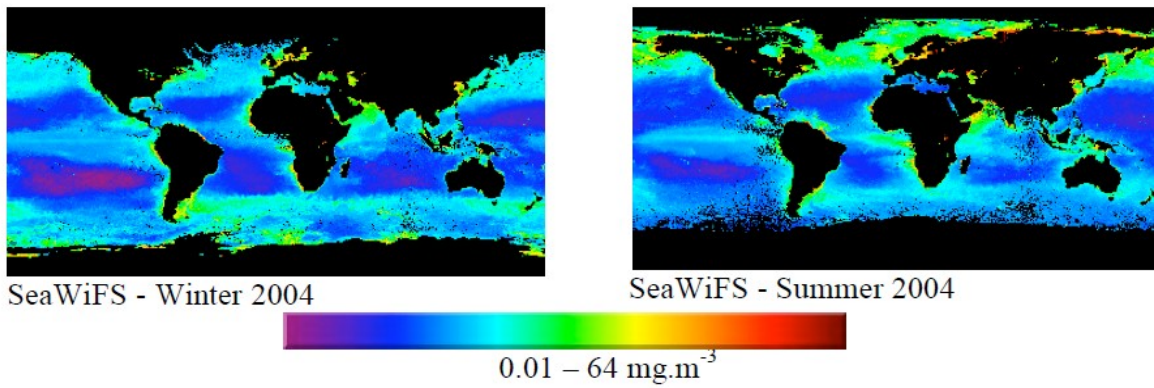 SeaWiFS - Winter 2004
SeaWiFS - Summer 2004
0.01 – 64 mg.m⁻³